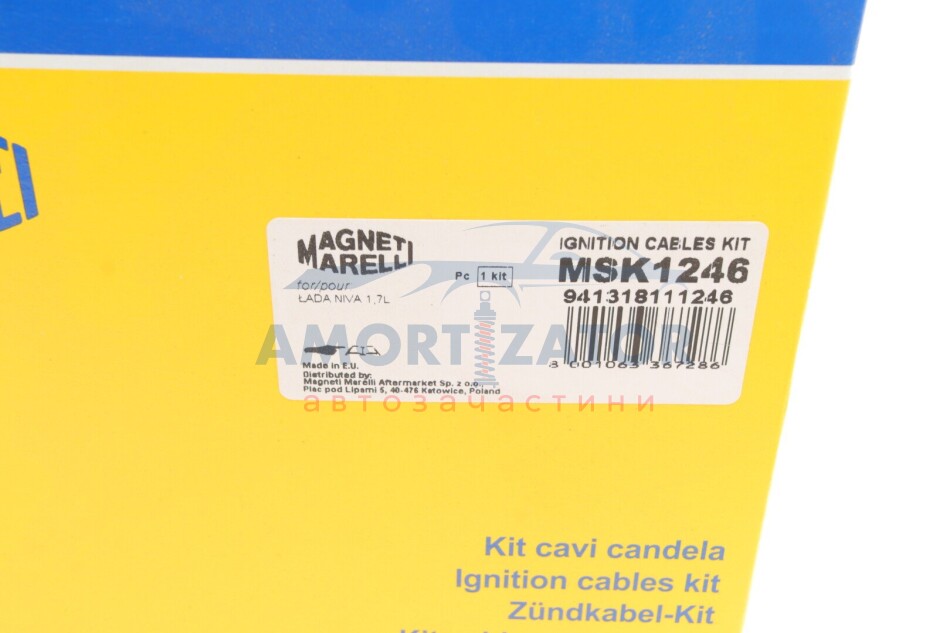 MAGNETI
MARELLI
for/pour
ŁADA NIVA 1,7L
Pc 1 kit
IGNITION CABLES KIT
MSK1246
941318111246
8 001063 367286
Made in E.U.
Distributed by:
Magneti Marelli Aftermarket Sp. z o.o.
Plac pod Lipami 5, 40-476 Katowice, Poland
AMORTIZATOR
автозапчастини
Kit cavi candela
Ignition cables kit
Zündkabel-Kit